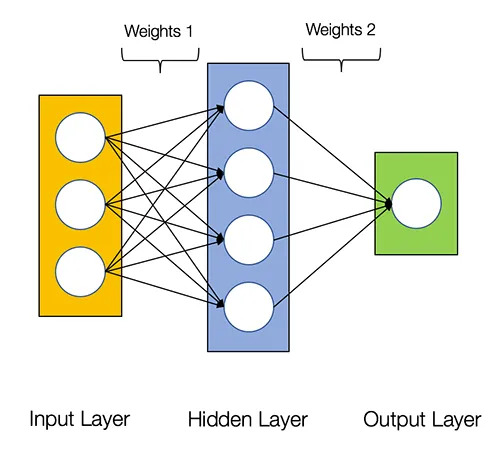 Weights 1
Weights 2
Input Layer
Hidden Layer
Output Layer